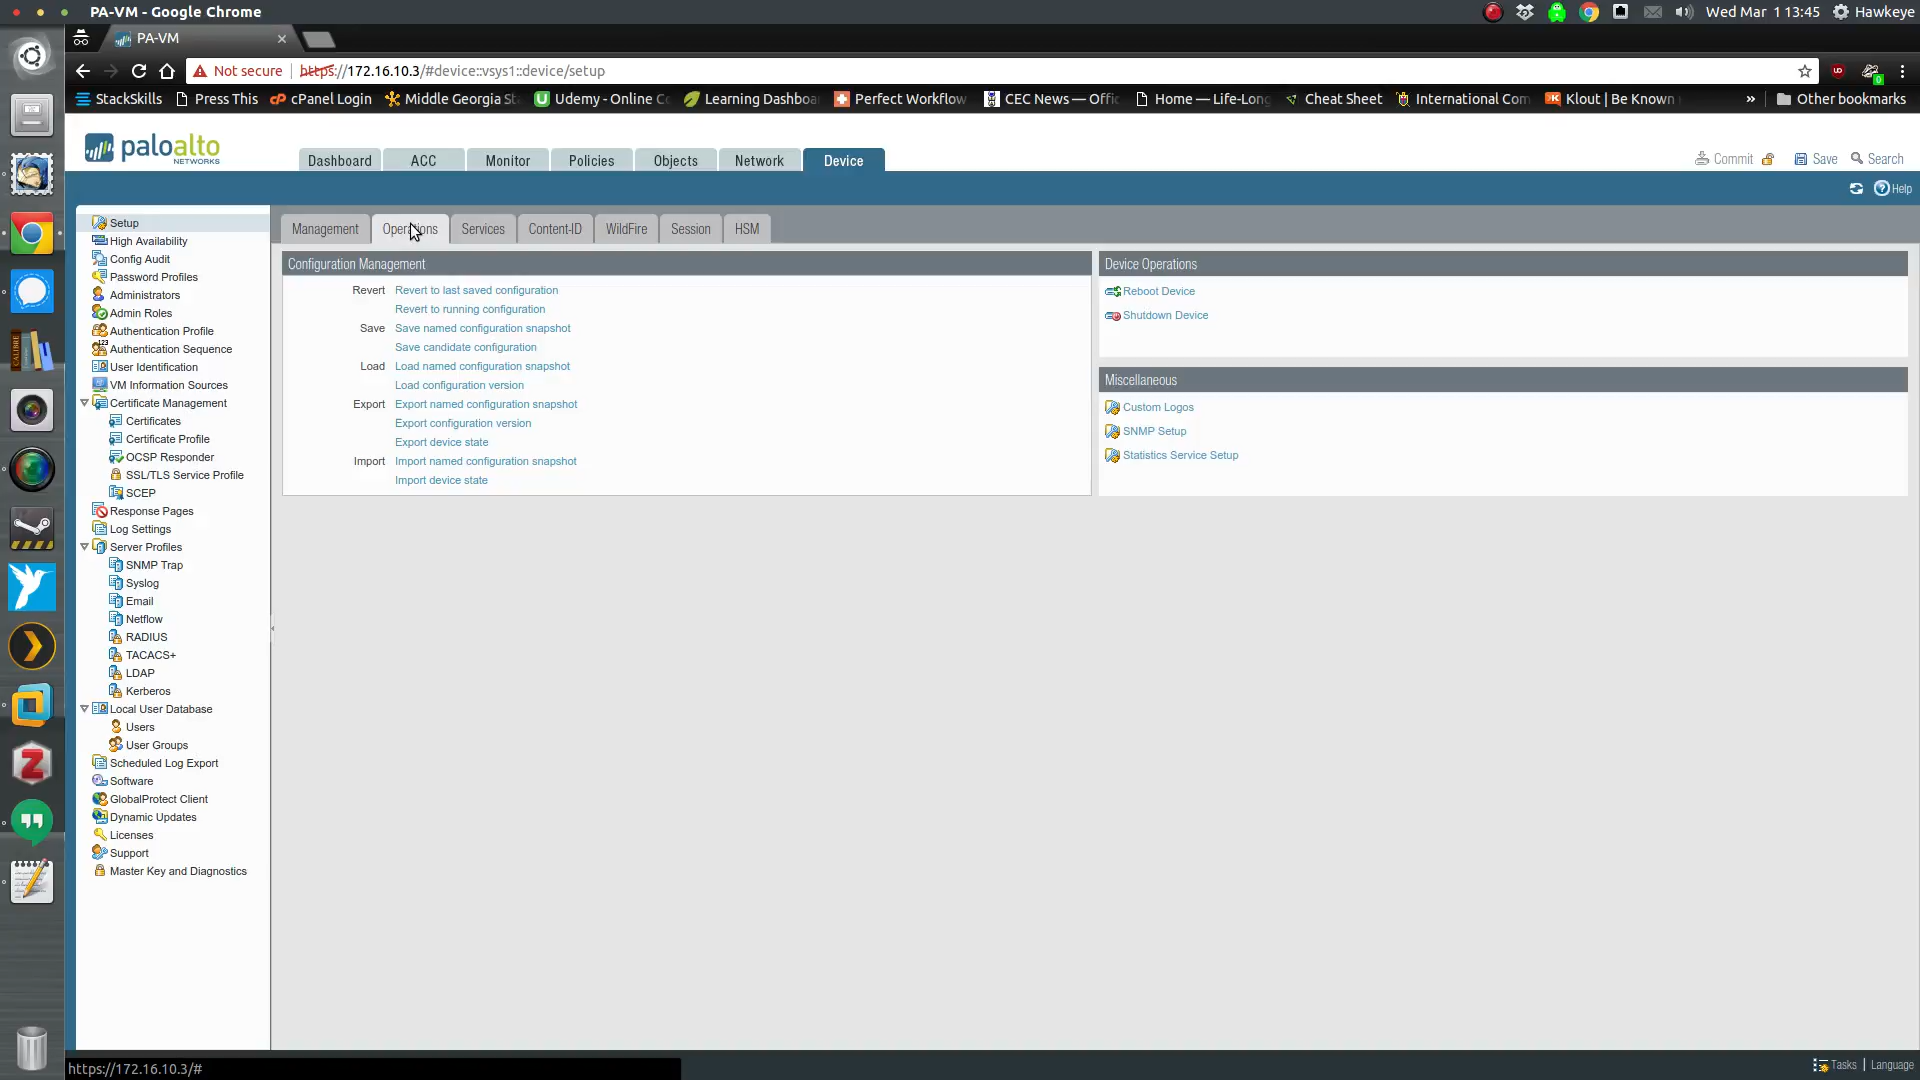 PA-VM - Google Chrome
Wed Mar 1 13:45
Hawkeye
PA-VM
Not secure
https://172.16.10.3/#device::vsys1::device/setup
StackSkills
Press This
cPanel Login
Middle Georgia St
Udemy - Online Co
Learning Dashboa
Perfect Workflow
CEC News — Offic
Home — Life-Long
Cheat Sheet
International Com
Klout | Be Known
»
Other bookmarks
paloalto
NETWORKS
Dashboard
ACC
Monitor
Policies
Objects
Network
Device
Commit
Save
Search
Help
Setup
High Availability
Config Audit
Password Profiles
Administrators
Admin Roles
Authentication Profile
Authentication Sequence
User Identification
VM Information Sources
Certificate Management
Certificates
Certificate Profile
OCSP Responder
SSL/TLS Service Profile
SCEP
Response Pages
Log Settings
Server Profiles
SNMP Trap
Syslog
Email
Netflow
RADIUS
TACACS+
LDAP
Kerberos
Local User Database
Users
User Groups
Scheduled Log Export
Software
GlobalProtect Client
Dynamic Updates
Licenses
Support
Master Key and Diagnostics
Management
Operations
Services
Content-ID
WildFire
Session
HSM
Configuration Management
Revert Revert to last saved configuration
Revert to running configuration
Save Save named configuration snapshot
Save candidate configuration
Load Load named configuration snapshot
Load configuration version
Export Export named configuration snapshot
Export configuration version
Export device state
Import Import named configuration snapshot
Import device state
Device Operations
Reboot Device
Shutdown Device
Miscellaneous
Custom Logos
SNMP Setup
Statistics Service Setup
https://172.16.10.3/#
Tasks | Language